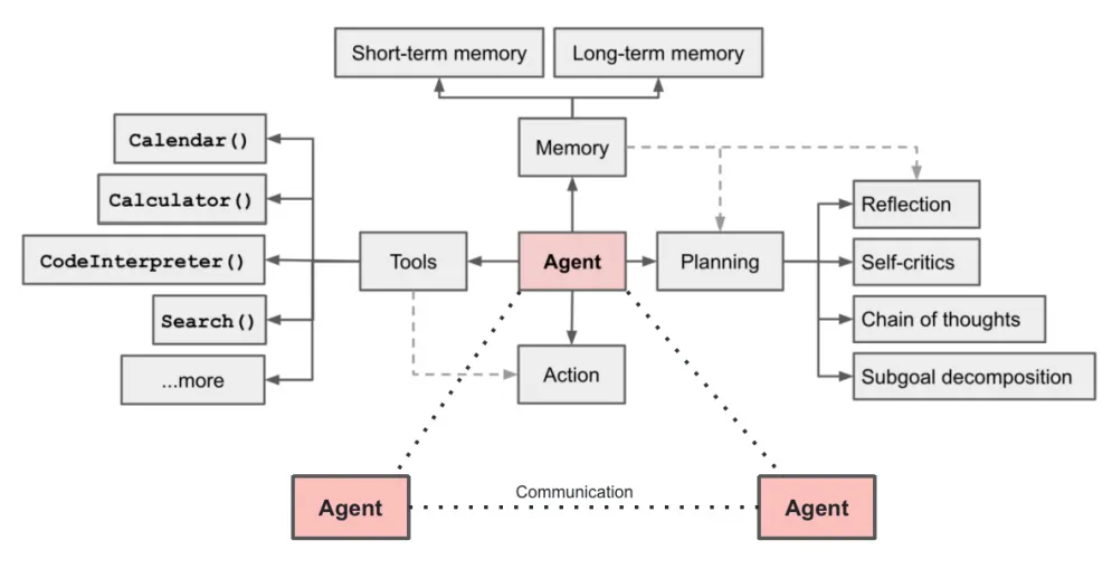 Short-term memory
Long-term memory
Calendar()
Memory
Calculator()
Reflection
CodeInterpreter()
Tools
Agent
Planning
Self-critics
Search()
Chain of thoughts
...more
Action
Subgoal decomposition
Communication
Agent
Agent